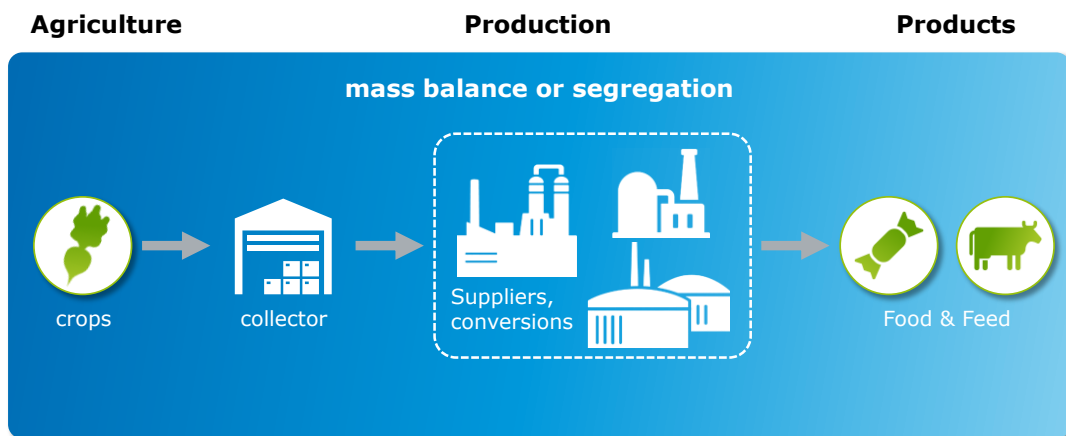 Agriculture
Production
Products
mass balance or segregation
crops
collector
Suppliers,
conversions
Food & Feed